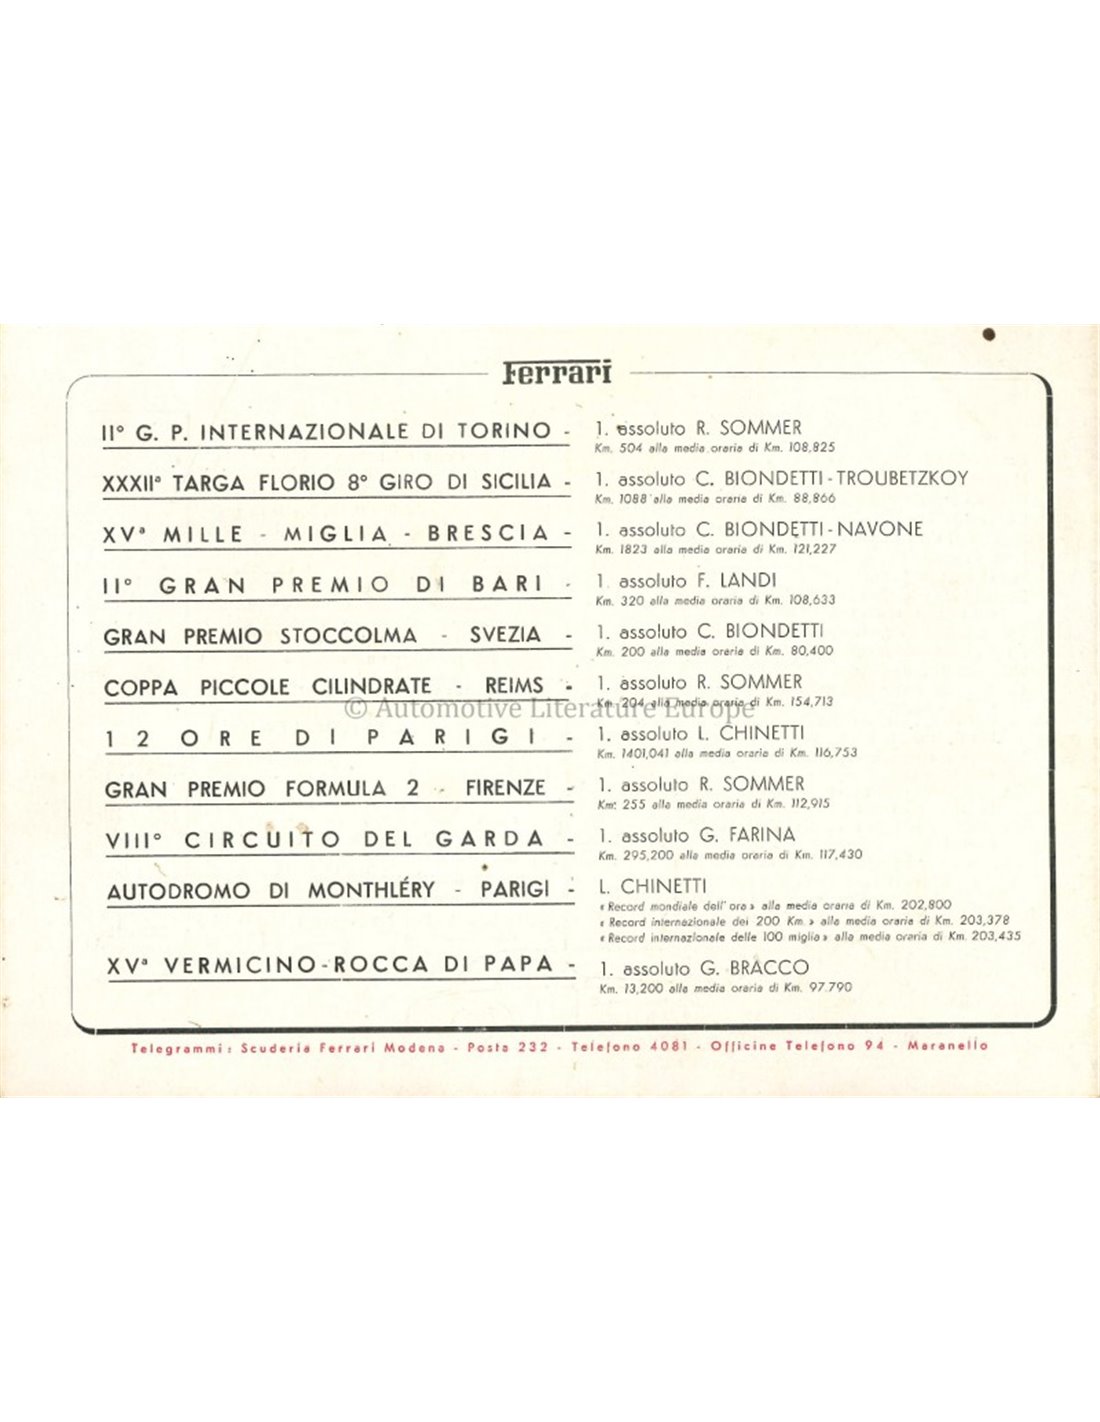 Ferrari
II° G. P. INTERNAZIONALE DI TORINO - 1. assoluto R. SOMMER
Km. 504 alla media oraria di Km. 108,825
XXXIIª TARGA FLORIO 8° GIRO DI SICILIA - 1. assoluto C. BIONDETTI - TROUBETZKOY
Km. 1088 alla media oraria di Km. 88,866
XVª MILLE - MIGLIA - BRESCIA - 1. assoluto C. BIONDETTI - NAVONE
Km. 1823 alla media oraria di Km. 121,227
II° GRAN PREMIO DI BARI - 1. assoluto F. LANDI
Km. 320 alla media oraria di Km. 108,633
GRAN PREMIO STOCCOLMA - SVEZIA - 1. assoluto C. BIONDETTI
Km. 200 alla media oraria di Km. 80,400
COPPA PICCOLE CILINDRATE - REIMS - 1. assoluto R. SOMMER
Km. 204 alla media oraria di Km. 154,713
© Automotive Literature Europe
12 ORE DI PARIGI - 1. assoluto L. CHINETTI
Km. 1401,041 alla media oraria di Km. 116,753
GRAN PREMIO FORMULA 2 - FIRENZE - 1. assoluto R. SOMMER
Km. 255 alla media oraria di Km. 112,915
VIII° CIRCUITO DEL GARDA - 1. assoluto G. FARINA
Km. 295,200 alla media oraria di Km. 117,430
AUTODROMO DI MONTHLÉRY - PARIGI - L. CHINETTI
« Record mondiale dell'ora » alla media oraria di Km. 202,800
« Record internazionale dei 200 Km. » alla media oraria di Km. 203,378
« Record internazionale delle 100 miglia » alla media oraria di Km. 203,435
XVª VERMICINO - ROCCA DI PAPA - 1. assoluto G. BRACCO
Km. 13,200 alla media oraria di Km. 97.790
Telegrammi: Scuderia Ferrari Modena - Posta 232 - Telefono 4081 - Officine Telefono 94 - Maranello